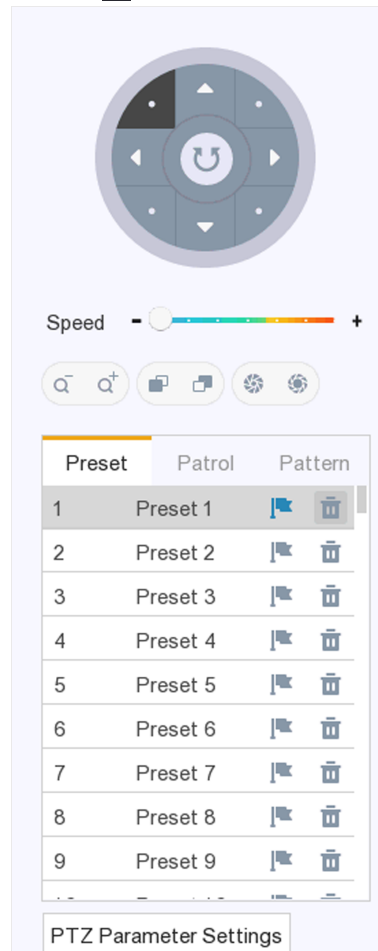 Speed - +
Preset Patrol Pattern
1 Preset 1
2 Preset 2
3 Preset 3
4 Preset 4
5 Preset 5
6 Preset 6
7 Preset 7
8 Preset 8
9 Preset 9
PTZ Parameter Settings